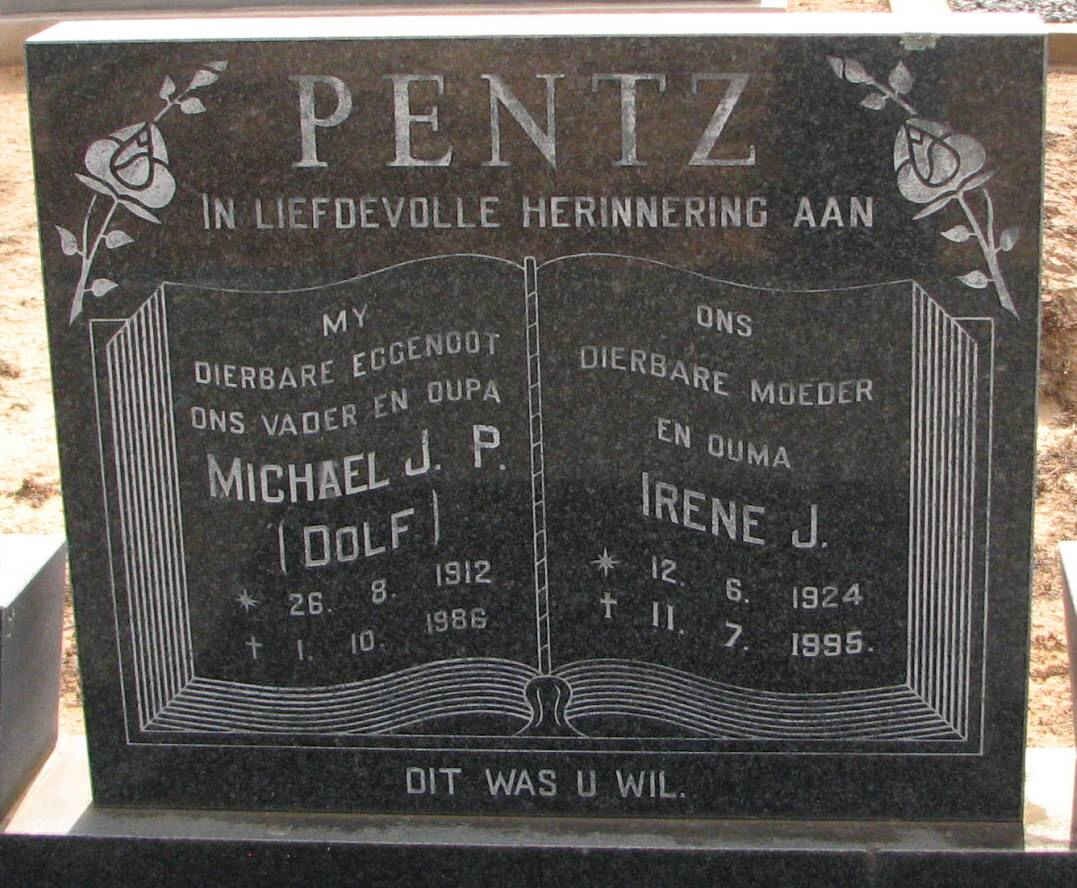 PENTZ
IN LIEFDEVOLLE HERINNERING AAN
MY
DIERBARE EGGENOOT
ONS VADER EN OUPA
MICHAEL J. P.
(DOLF)
* 26. 8. 1912
† 1. 10. 1986
ONS
DIERBARE MOEDER
EN OUMA
IRENE J.
* 12. 6. 1924
† 11. 7. 1995.
DIT WAS U WIL.